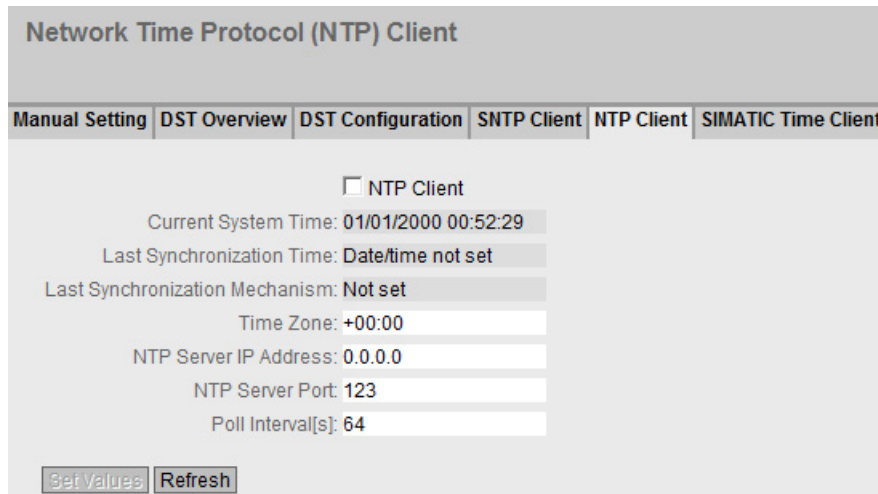 Network Time Protocol (NTP) Client
Manual Setting DST Overview DST Configuration SNTP Client NTP Client SIMATIC Time Client
NTP Client
Current System Time: 01/01/2000 00:52:29
Last Synchronization Time: Date/time not set
Last Synchronization Mechanism: Not set
Time Zone: +00:00
NTP Server IP Address: 0.0.0.0
NTP Server Port: 123
Poll Interval[s]: 64
Set Values Refresh